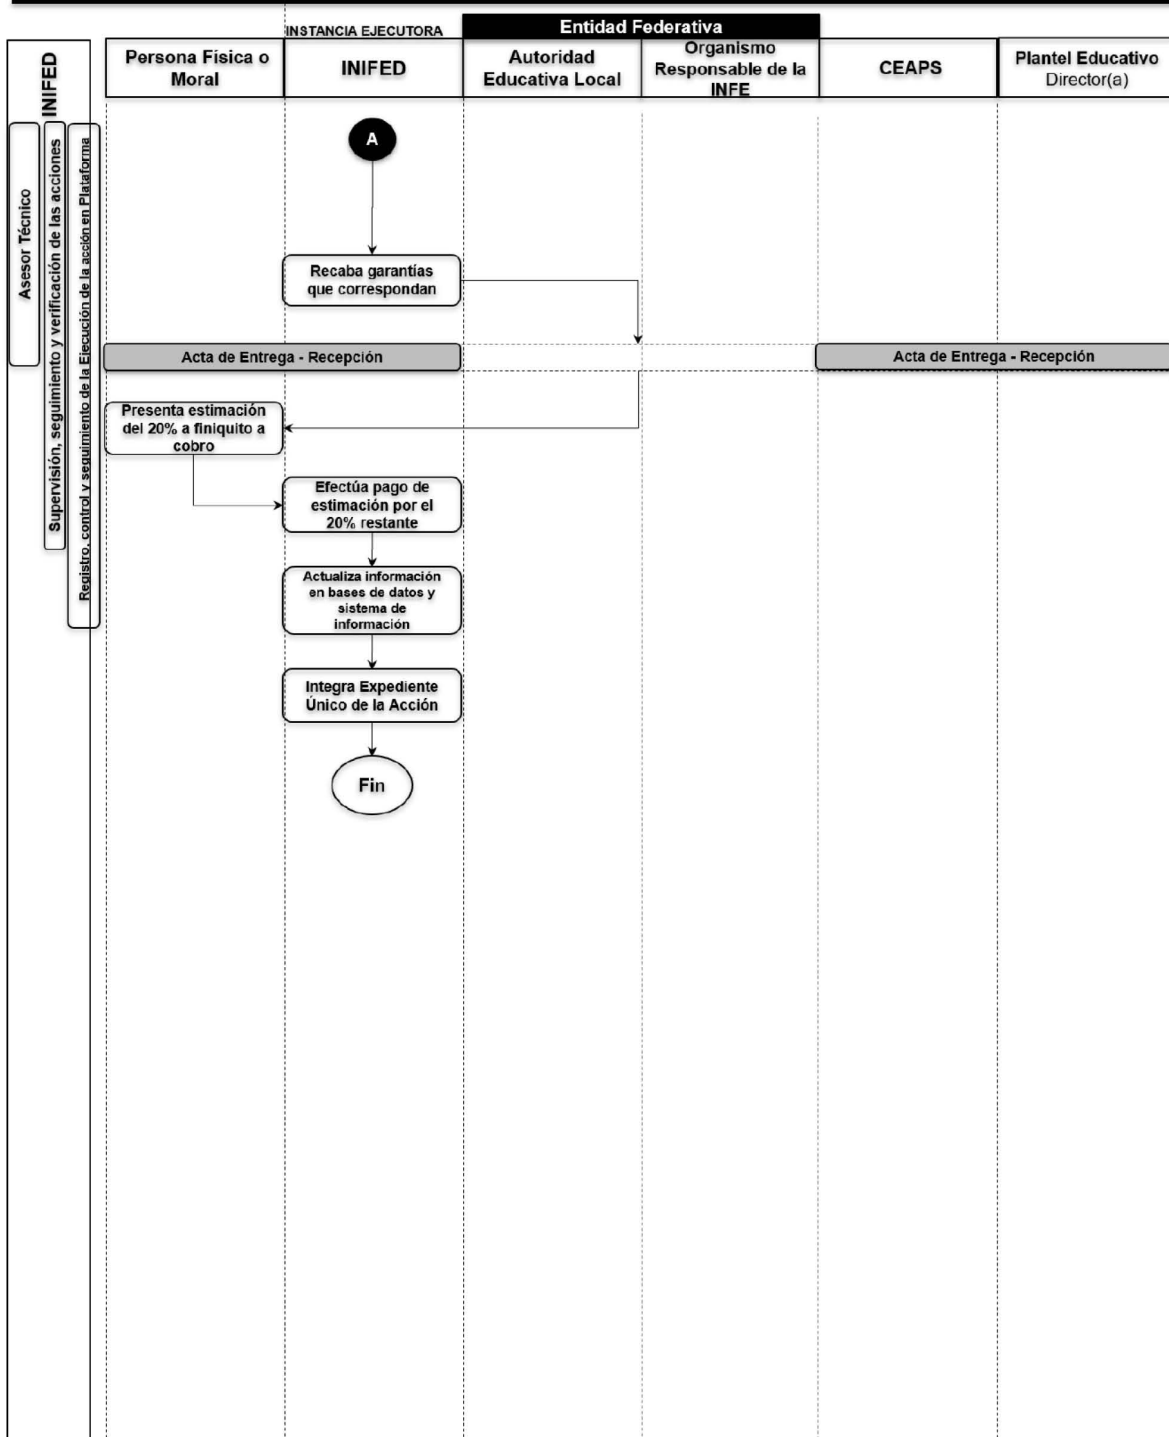 INSTANCIA EJECUTORA
Entidad Federativa
INIFED
Persona Física o
Moral
INIFED
Autoridad
Educativa Local
Organismo
Responsable de la
INFE
CEAPS
Plantel Educativo
Director(a)
Asesor Técnico
Supervisión, seguimiento y verificación de las acciones
Registro, control y seguimiento de la Ejecución de la acción en Plataforma
A
Recaba garantías
que correspondan
Acta de Entrega - Recepción
Acta de Entrega - Recepción
Presenta estimación
del 20% a finiquito a
cobro
Efectúa pago de
estimación por el
20% restante
Actualiza información
en bases de datos y
sistema de
información
Integra Expediente
Único de la Acción
Fin